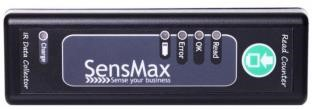 Charge
IR Data Collector
Error
OK
Read
SensMax
Sense your business
Read Counter